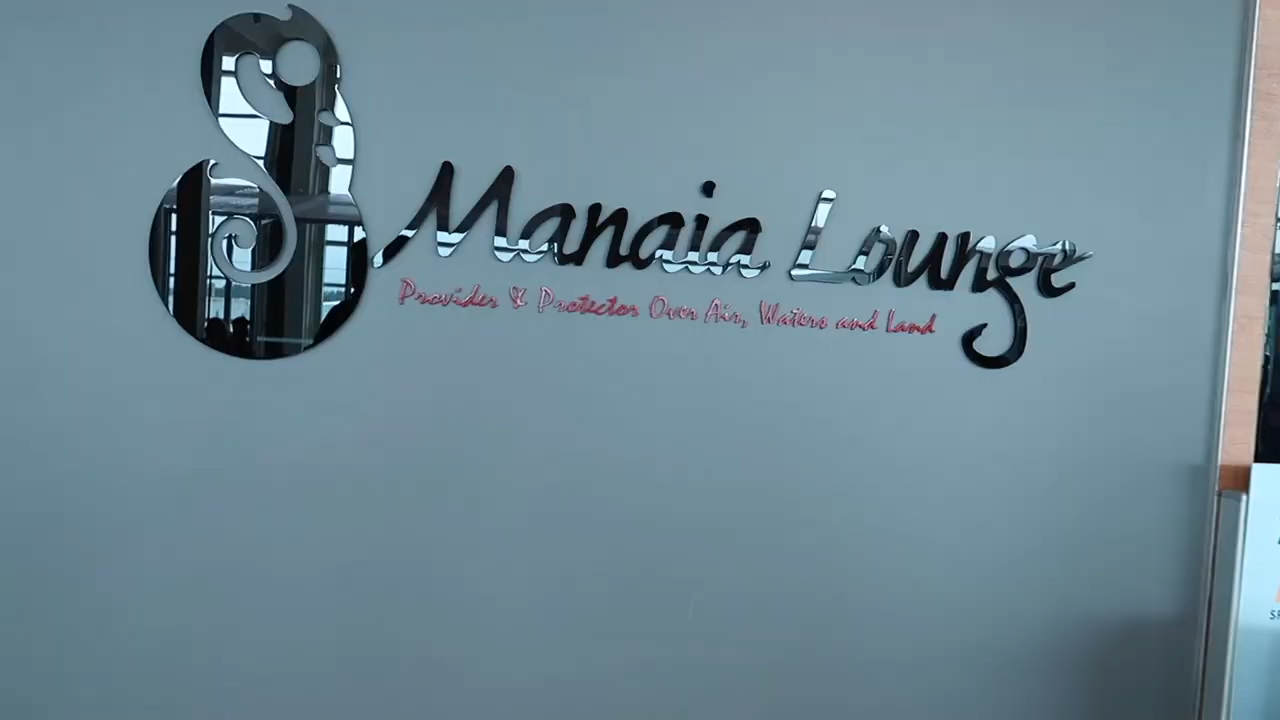 Manaia Lounge
Provider & Protector Over Air, Waters and Land